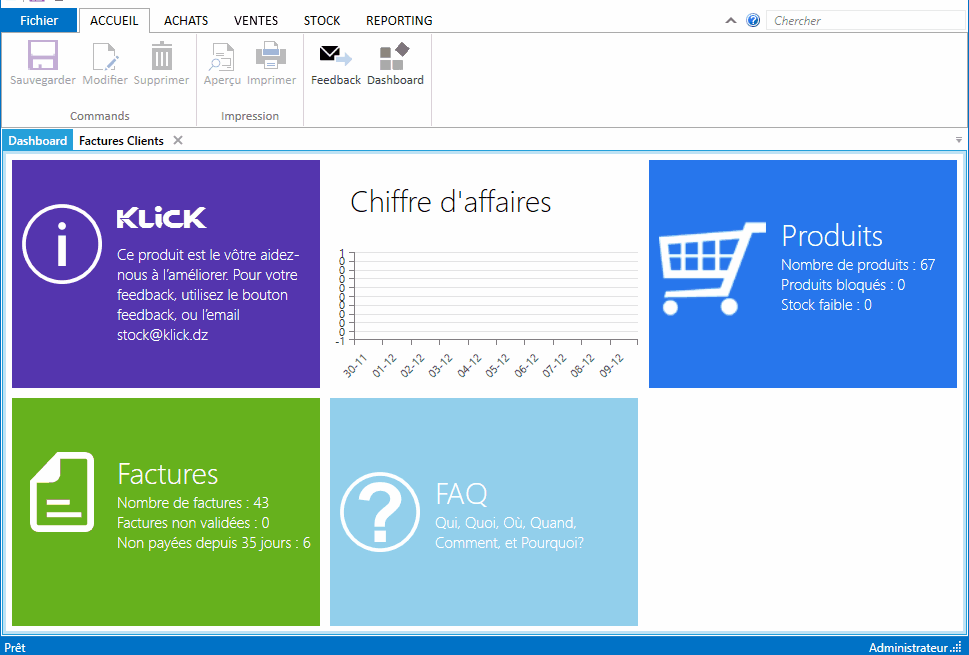 Fichier ACCUEIL ACHATS VENTES STOCK REPORTING Chercher
Sauvegarder Modifier Supprimer Aperçu Imprimer Feedback Dashboard
Commands Impression
Dashboard Factures Clients
KLiCK
Ce produit est le vôtre aidez-
nous à l'améliorer. Pour votre
feedback, utilisez le bouton
feedback, ou l'email
stock@klick.dz
Chiffre d'affaires
1
0
0
0
0
0
0
0
0
0
-1
30-11 01-12 02-12 03-12 04-12 05-12 06-12 07-12 08-12 09-12
Produits
Nombre de produits : 67
Produits bloqués : 0
Stock faible : 0
Factures
Nombre de factures : 43
Factures non validées : 0
Non payées depuis 35 jours : 6
FAQ
Qui, Quoi, Où, Quand,
Comment, et Pourquoi?
Prêt Administrateur